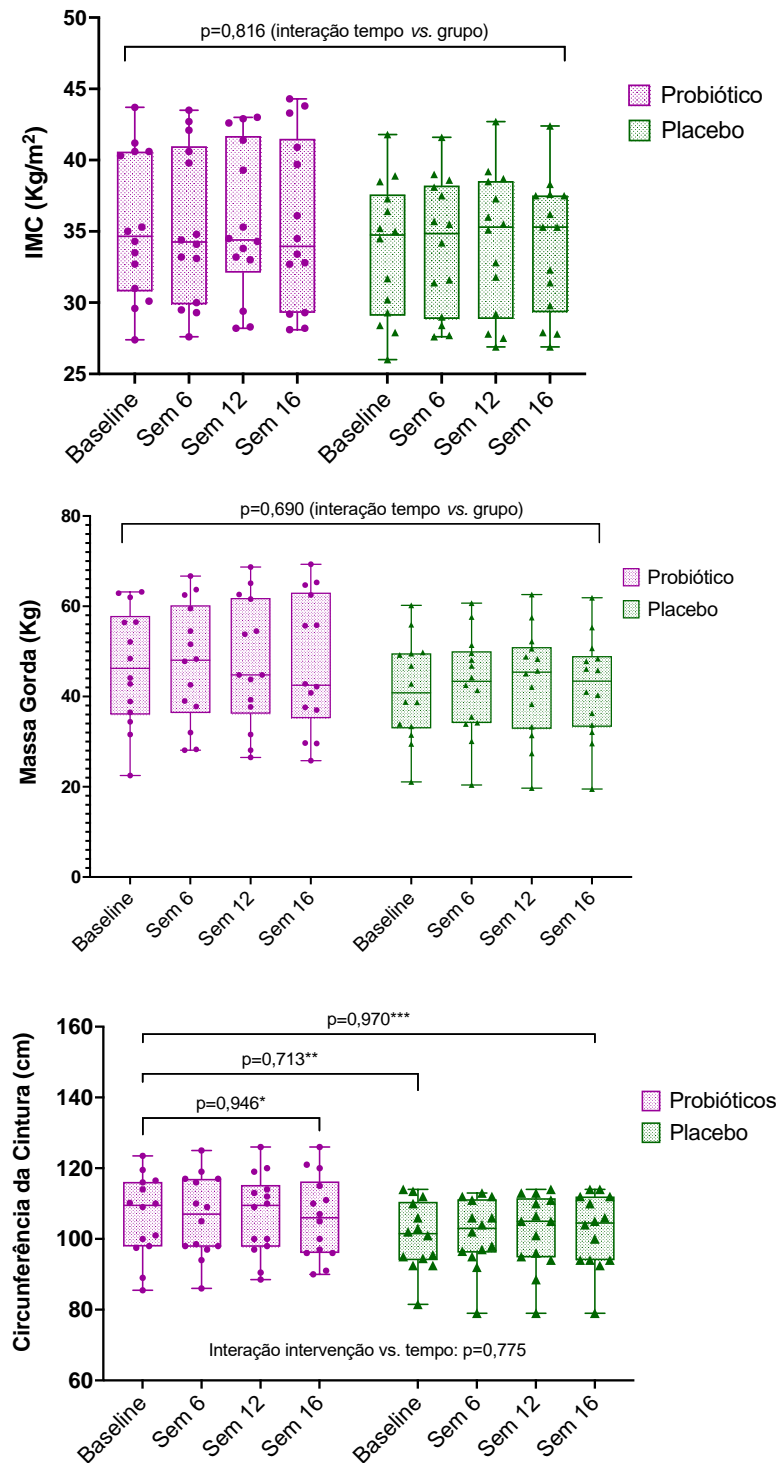 50
45
40
35
30
25
IMC (Kg/m²)
p=0,816 (interação tempo vs. grupo)
Probiótico
Placebo
Baseline
Sem 6
Sem 12
Sem 16
Baseline
Sem 6
Sem 12
Sem 16
80
60
40
20
0
Massa Gorda (Kg)
p=0,690 (interação tempo vs. grupo)
Probiótico
Placebo
Baseline
Sem 6
Sem 12
Sem 16
Baseline
Sem 6
Sem 12
Sem 16
160
140
120
100
80
60
Circunferência da Cintura (cm)
p=0,970***
p=0,713**
p=0,946*
Probióticos
Placebo
Interação intervenção vs. tempo: p=0,775
Baseline
Sem 6
Sem 12
Sem 16
Baseline
Sem 6
Sem 12
Sem 16